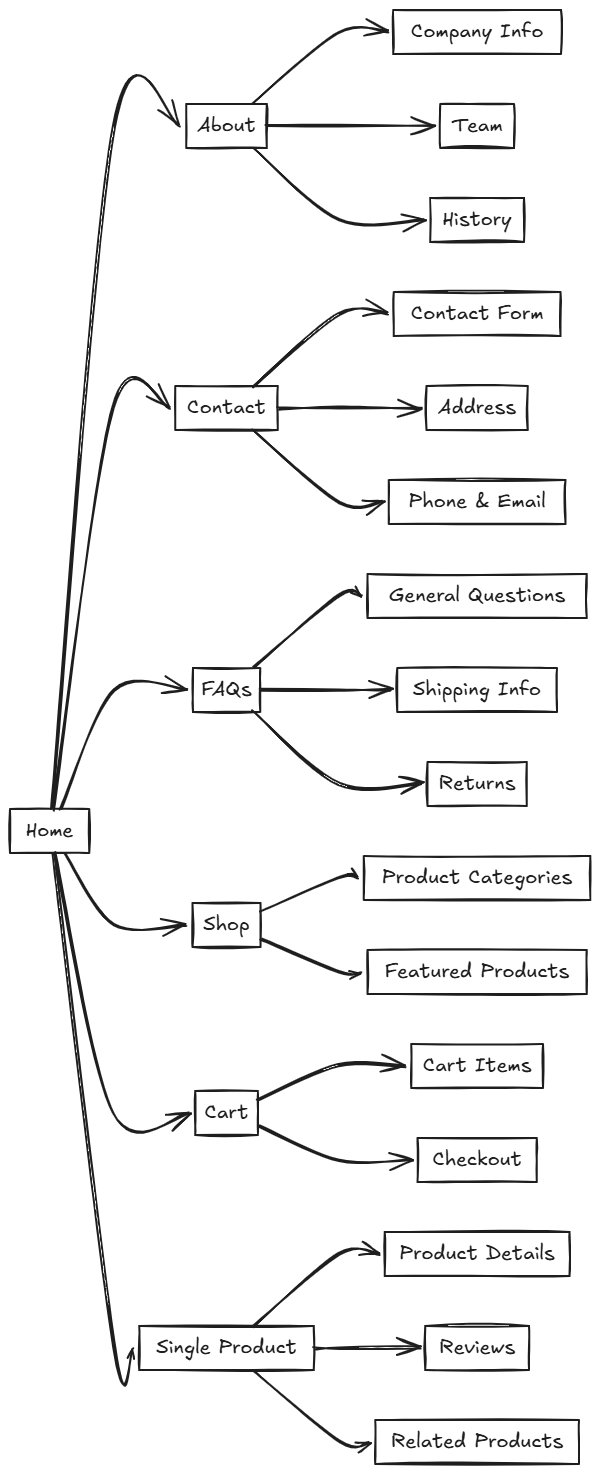 Company Info
About
Team
History
Contact Form
Contact
Address
Phone & Email
General Questions
FAQs
Shipping Info
Returns
Home
Product Categories
Shop
Featured Products
Cart Items
Cart
Checkout
Product Details
Single Product
Reviews
Related Products